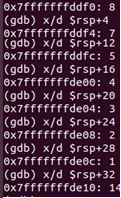 0x7fffffffddf0: 8
(gdb) x/d $rsp+4
0x7fffffffddf4: 7
(gdb) x/d $rsp+12
0x7fffffffddfc: 5
(gdb) x/d $rsp+16
0x7fffffffde00: 4
(gdb) x/d $rsp+20
0x7fffffffde04: 3
(gdb) x/d $rsp+24
0x7fffffffde08: 2
(gdb) x/d $rsp+28
0x7fffffffde0c: 1
(gdb) x/d $rsp+32
0x7fffffffde10: 14